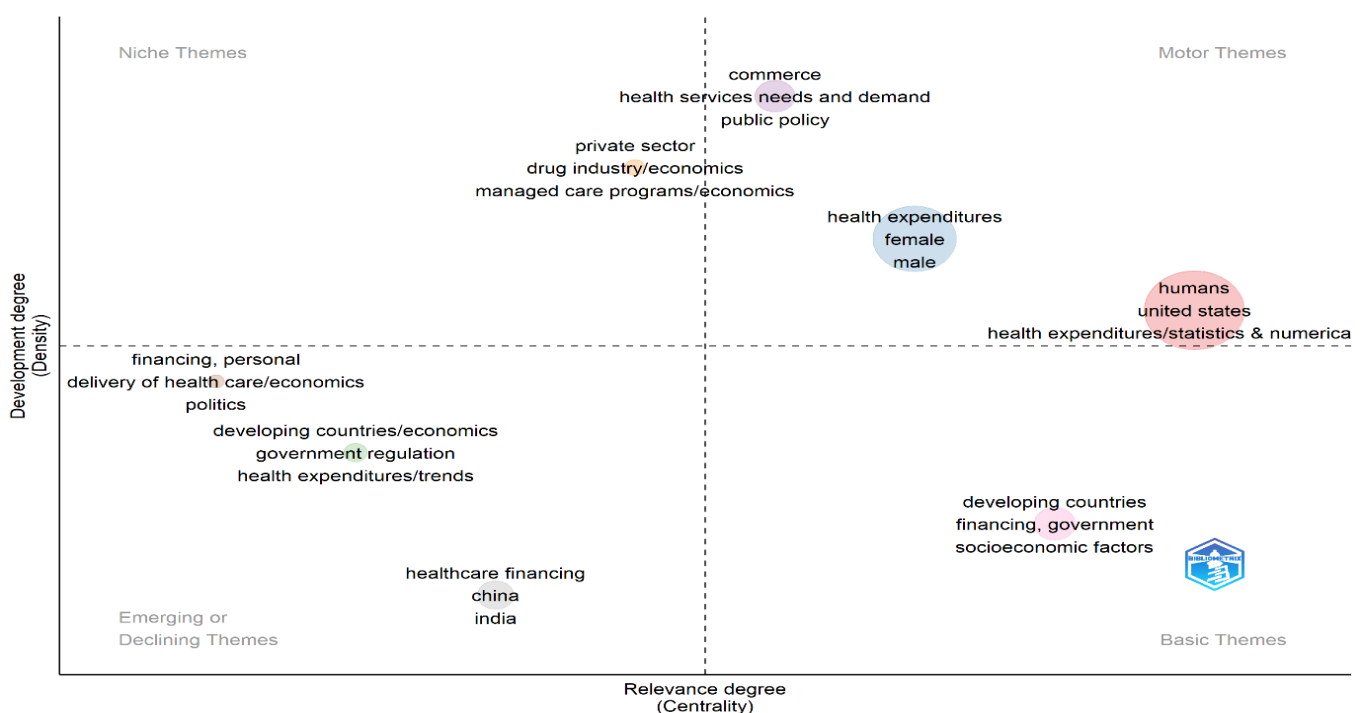 Niche Themes
Motor Themes
commerce
health services needs and demand
public policy
private sector
drug industry/economics
managed care programs/economics
health expenditures
female
male
humans
united states
health expenditures/statistics & numerica
Development degree
(Density)
financing, personal
delivery of health care/economics
politics
developing countries/economics
government regulation
health expenditures/trends
developing countries
financing, government
socioeconomic factors
BIBLIOMETRIX
healthcare financing
china
india
Emerging or
Declining Themes
Basic Themes
Relevance degree
(Centrality)